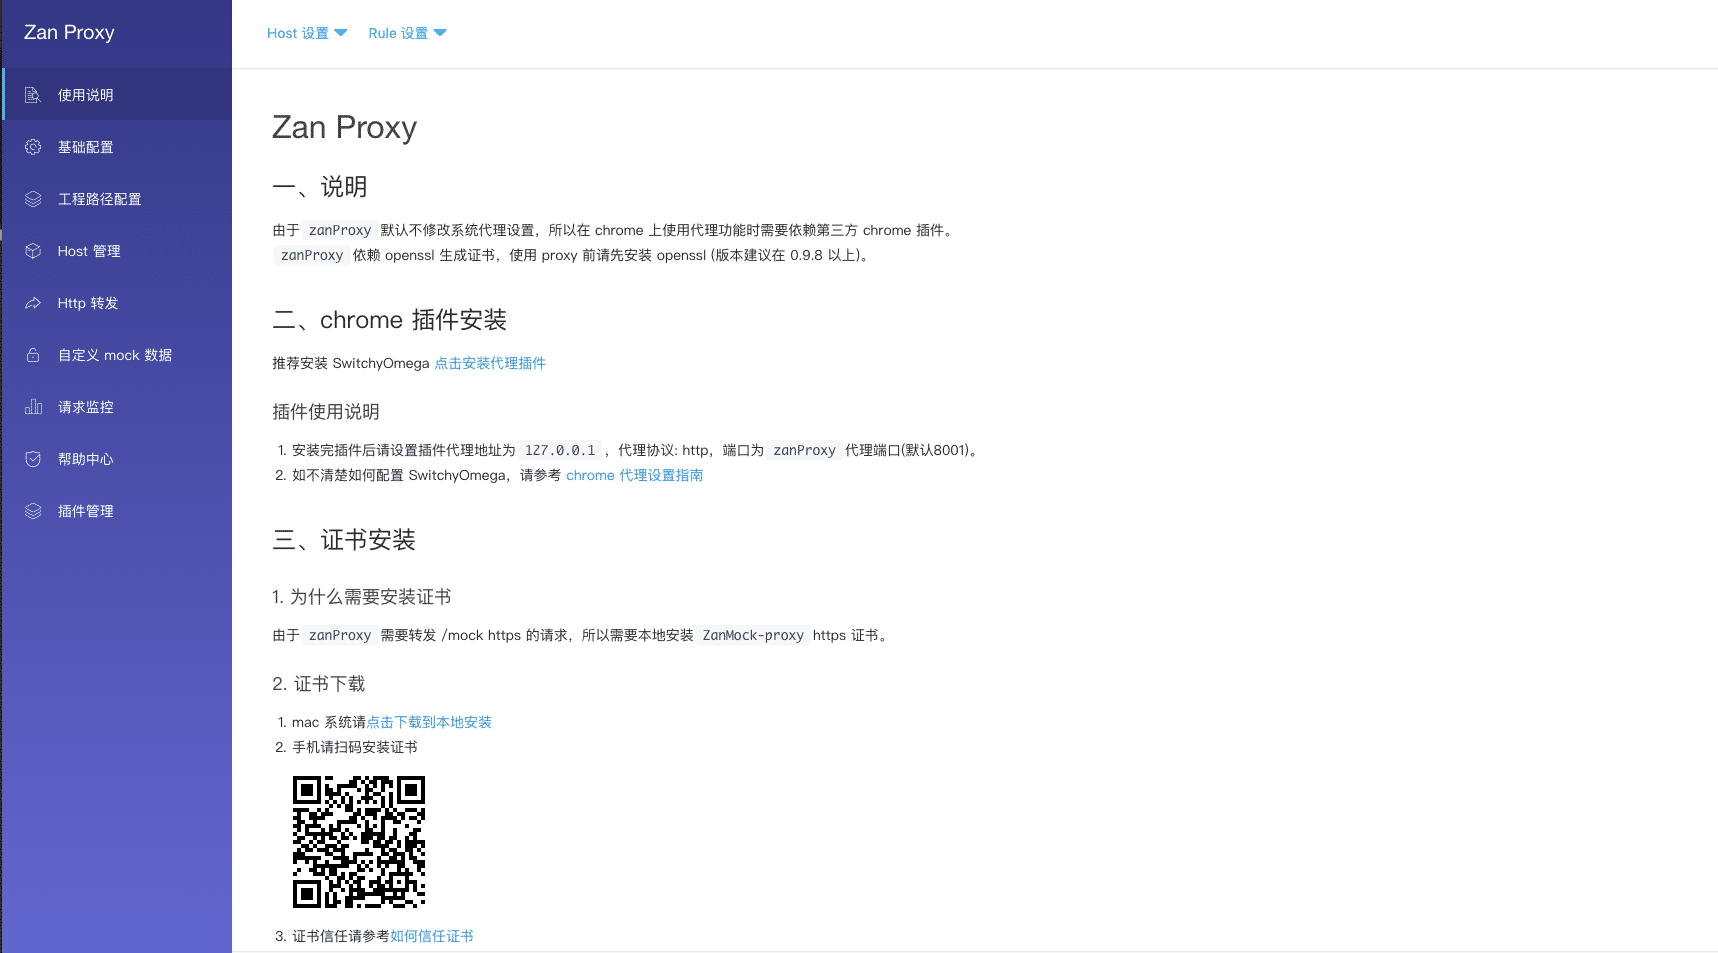 Zan Proxy
使用说明
基础配置
工程路径配置
Host 管理
Http 转发
自定义 mock 数据
请求监控
帮助中心
插件管理
Host 设置
Rule 设置
Zan Proxy
一、说明
由于 zanProxy 默认不修改系统代理设置，所以在 chrome 上使用代理功能时需要依赖第三方 chrome 插件。
zanProxy 依赖 openssl 生成证书，使用 proxy 前请先安装 openssl (版本建议在 0.9.8 以上)。
二、chrome 插件安装
推荐安装 SwitchyOmega 点击安装代理插件
插件使用说明
1. 安装完插件后请设置插件代理地址为 127.0.0.1 ，代理协议: http，端口为 zanProxy 代理端口(默认8001)。
2. 如不清楚如何配置 SwitchyOmega，请参考 chrome 代理设置指南
三、证书安装
1. 为什么需要安装证书
由于 zanProxy 需要转发 /mock https 的请求，所以需要本地安装 ZanMock-proxy https 证书。
2. 证书下载
1. mac 系统请点击下载到本地安装
2. 手机请扫码安装证书
3. 证书信任请参考如何信任证书